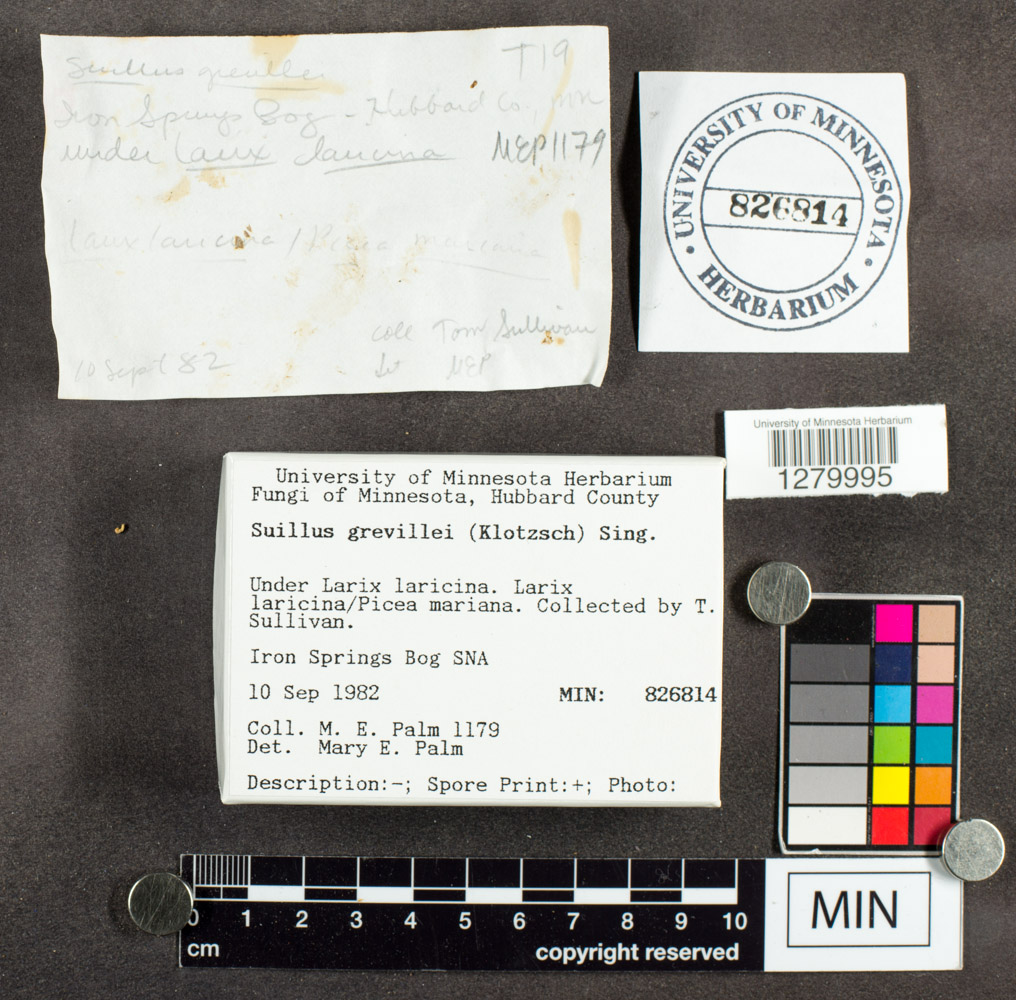 Suillus grevillei T19
Iron Springs Bog - Hubbard Co., MN
under Larix laricina MEP1179
Larix laricina / Picea mariana
coll Tom Sullivan
10 Sept 82 det MEP
· UNIVERSITY OF MINNESOTA ·
826814
HERBARIUM
University of Minnesota Herbarium
1279995
University of Minnesota Herbarium
Fungi of Minnesota, Hubbard County
Suillus grevillei (Klotzsch) Sing.
Under Larix laricina. Larix
laricina/Picea mariana. Collected by T.
Sullivan.
Iron Springs Bog SNA
10 Sep 1982 MIN: 826814
Coll. M. E. Palm 1179
Det. Mary E. Palm
Description:-; Spore Print:+; Photo:
0 1 2 3 4 5 6 7 8 9 10
cm copyright reserved
MIN